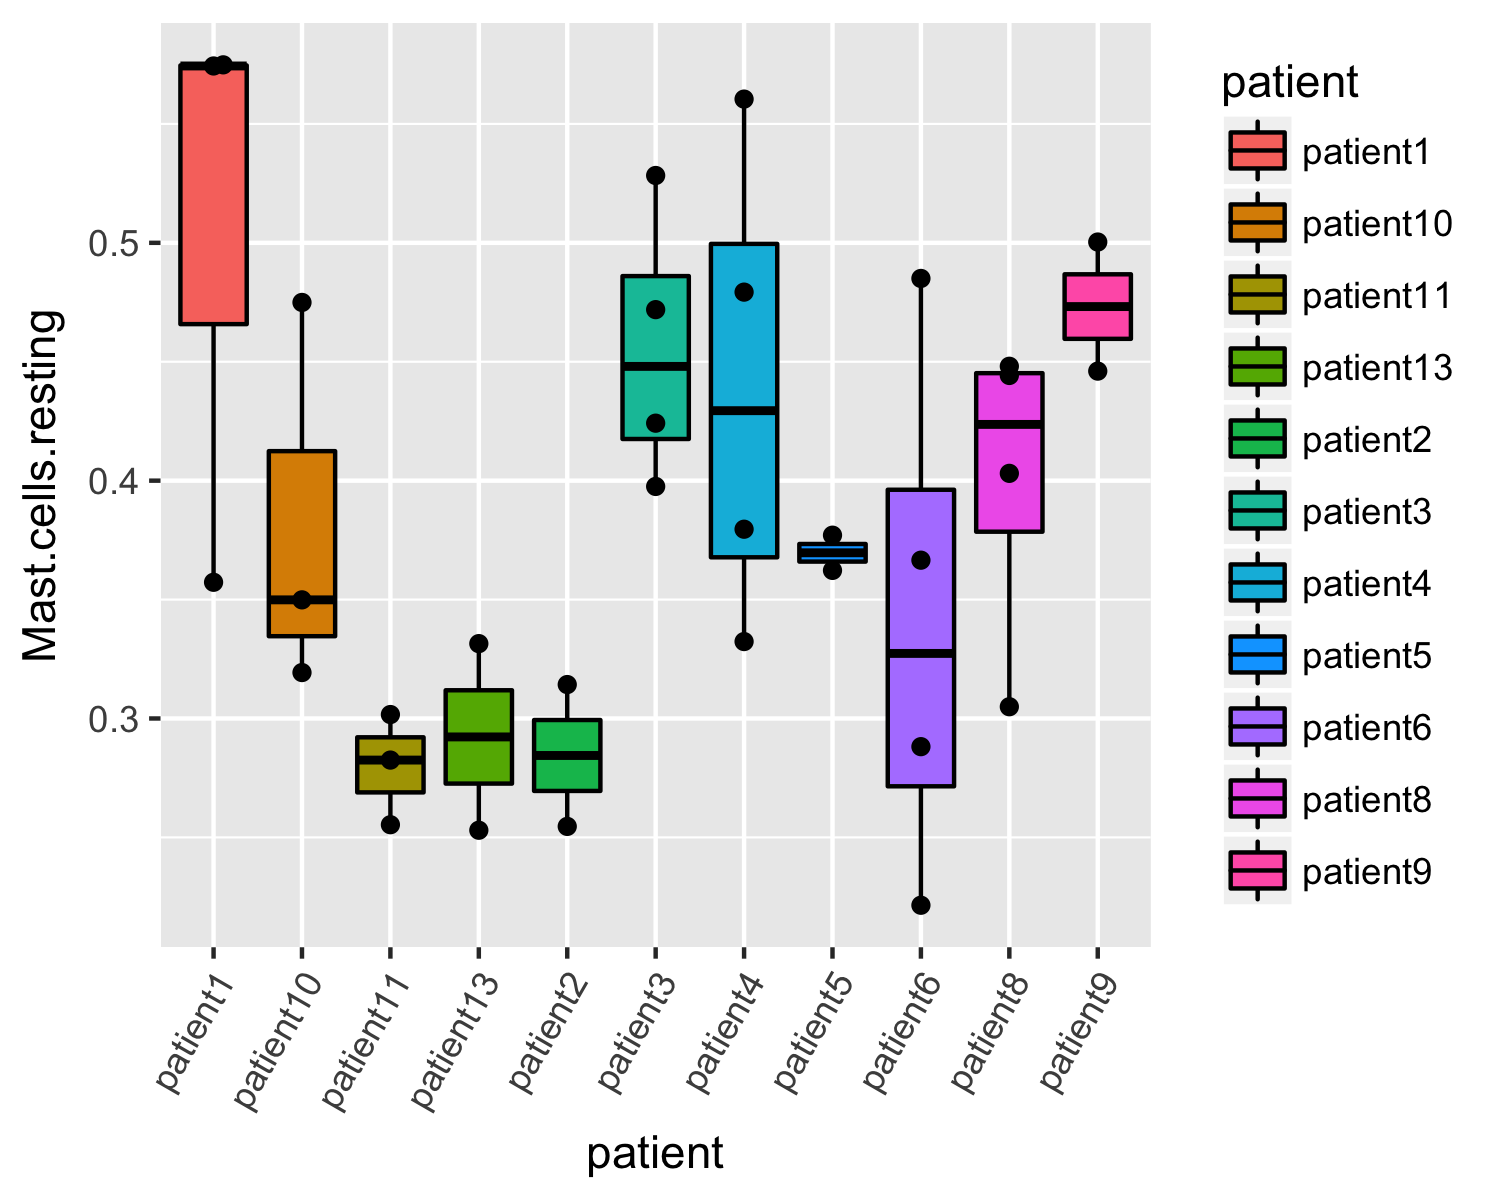 Mast.cells.resting
0.5
0.4
0.3
patient1
patient10
patient11
patient13
patient2
patient3
patient4
patient5
patient6
patient8
patient9
patient
patient
patient1
patient10
patient11
patient13
patient2
patient3
patient4
patient5
patient6
patient8
patient9